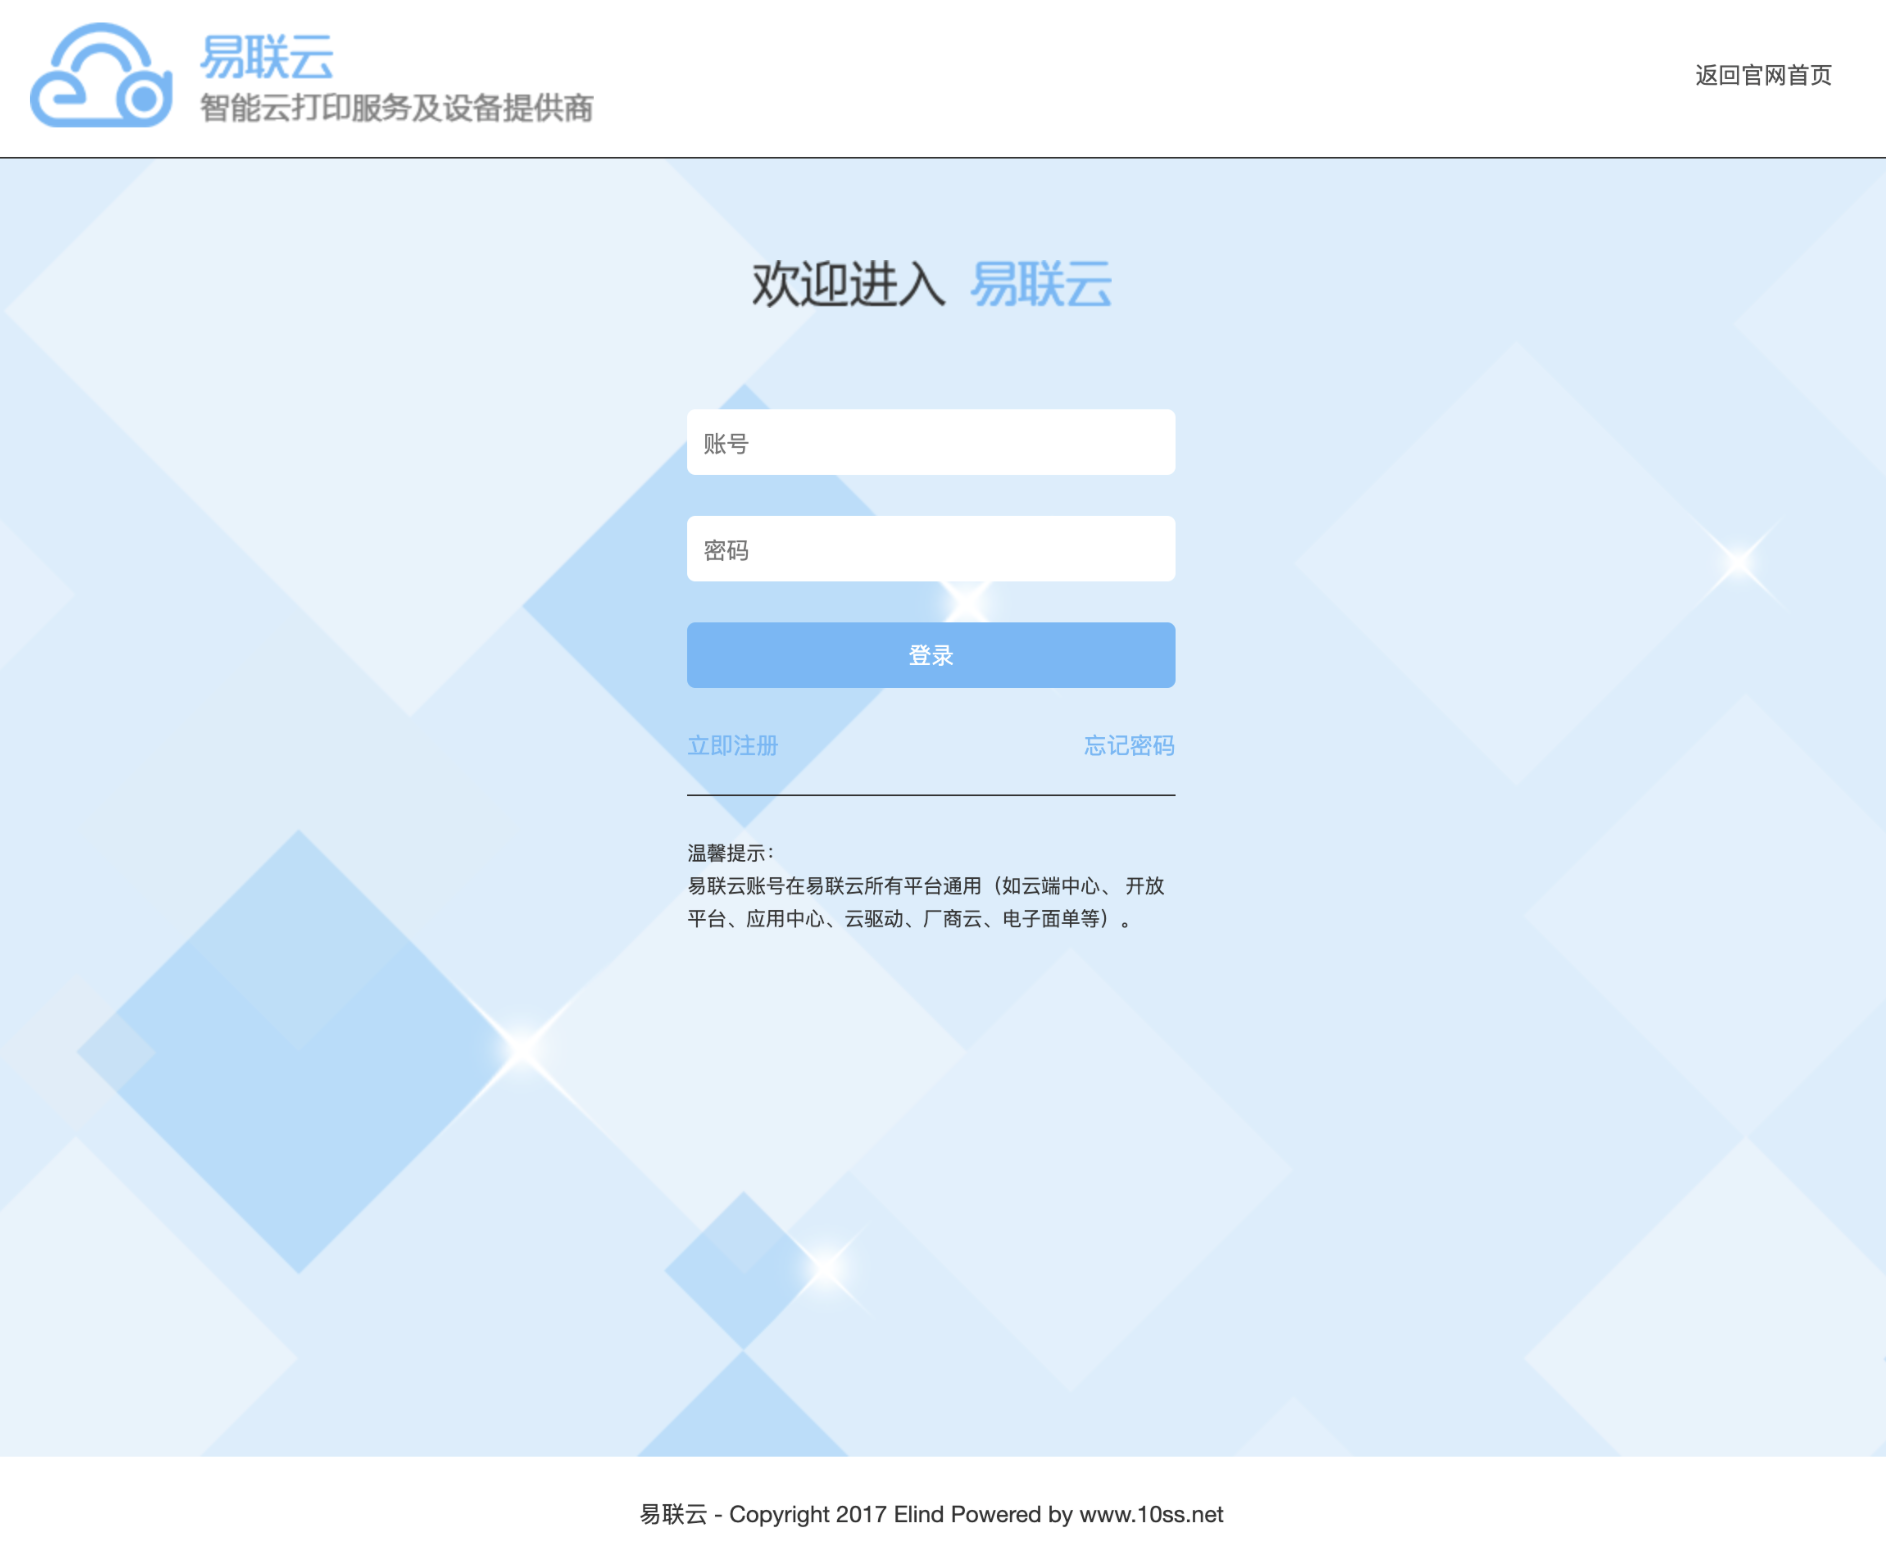 易联云
智能云打印服务及设备提供商
返回官网首页
欢迎进入 易联云
账号
密码
登录
立即注册
忘记密码
温馨提示：
易联云账号在易联云所有平台通用（如云端中心、 开放
平台、应用中心、云驱动、厂商云、电子面单等）。
易联云 - Copyright 2017 Elind Powered by www.10ss.net